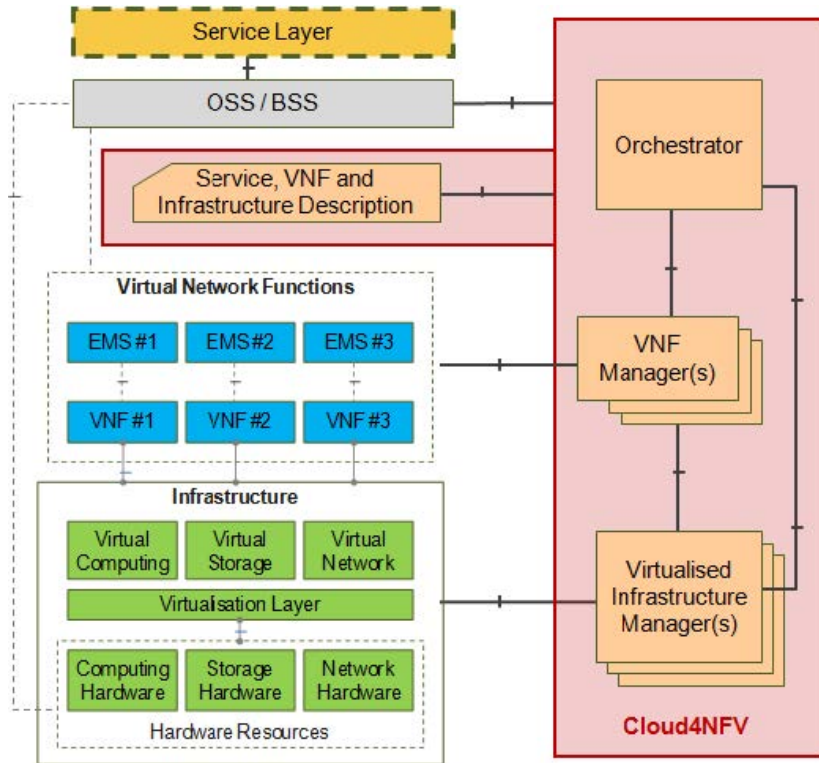 Service Layer
OSS / BSS
Orchestrator
Service, VNF and
Infrastructure Description
Virtual Network Functions
EMS #1
EMS #2
EMS #3
VNF
Manager(s)
VNF #1
VNF #2
VNF #3
Infrastructure
Virtual
Computing
Virtual
Storage
Virtual
Network
Virtualisation Layer
Virtualised
Infrastructure
Manager(s)
Computing
Hardware
Storage
Hardware
Network
Hardware
Hardware Resources
Cloud4NFV